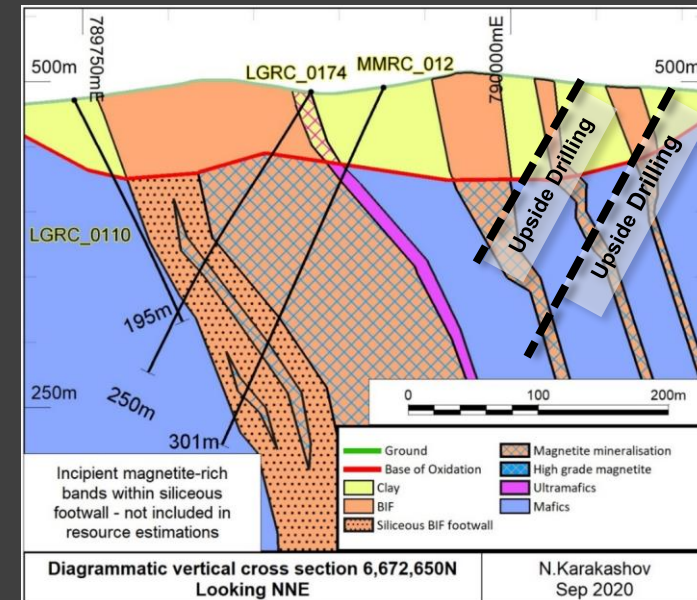 789750mE
790000mE
500m
LGRC_0174
MMRC_012
500m
Upside Drilling
Upside Drilling
LGRC_0110
195m
250m
250m
301m
0 100 200m
Incipient magnetite-rich
bands within siliceous
footwall - not included in
resource estimations
Ground
Base of Oxidation
Clay
BIF
Siliceous BIF footwall
Magnetite mineralisation
High grade magnetite
Ultramafics
Mafics
Diagrammatic vertical cross section 6,672,650N
Looking NNE
N.Karakashov
Sep 2020